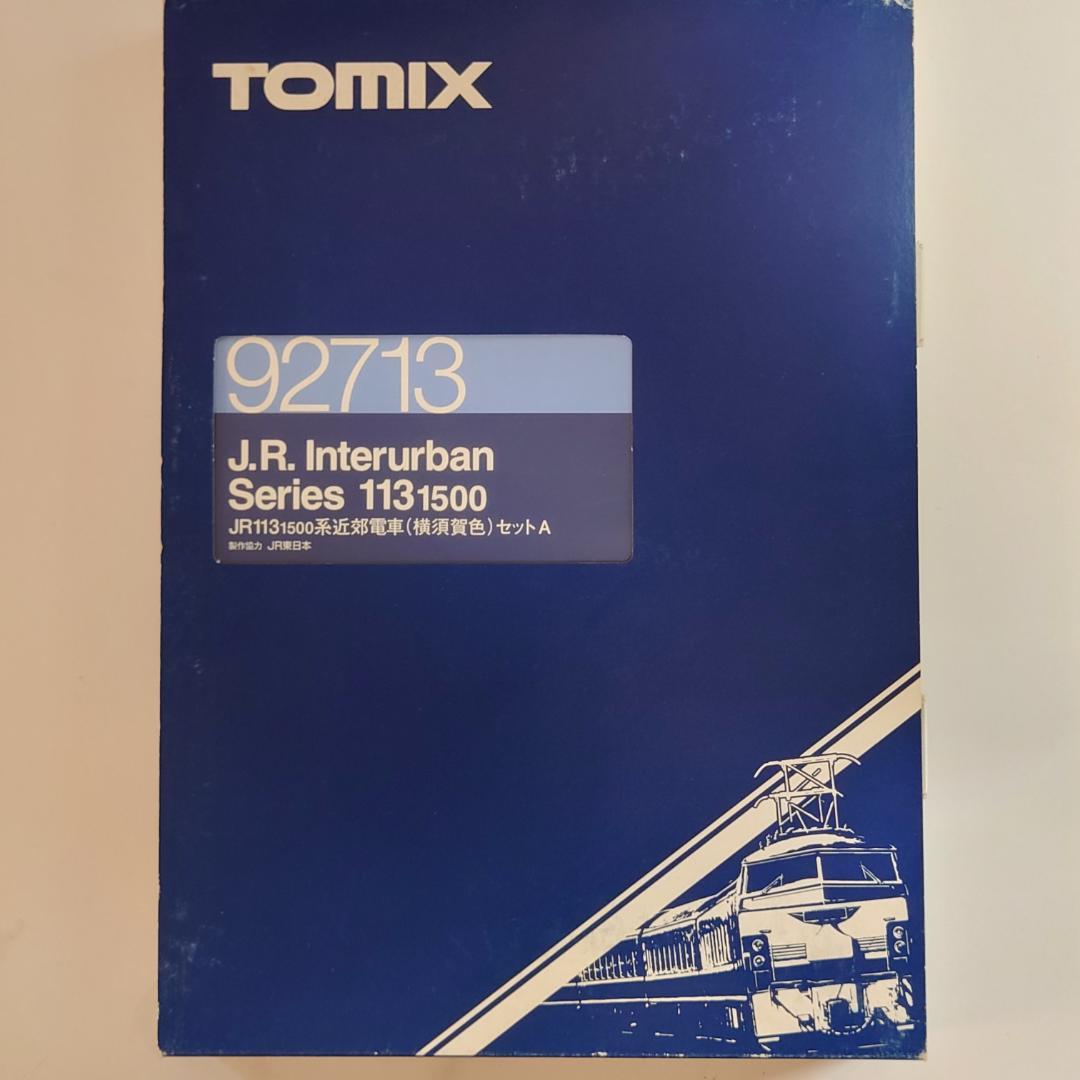 TOMIX
92713
J.R. Interurban
Series 113 1500
JR113 1500系近郊電車(横須賀色)セットA
製作協力 JR東日本